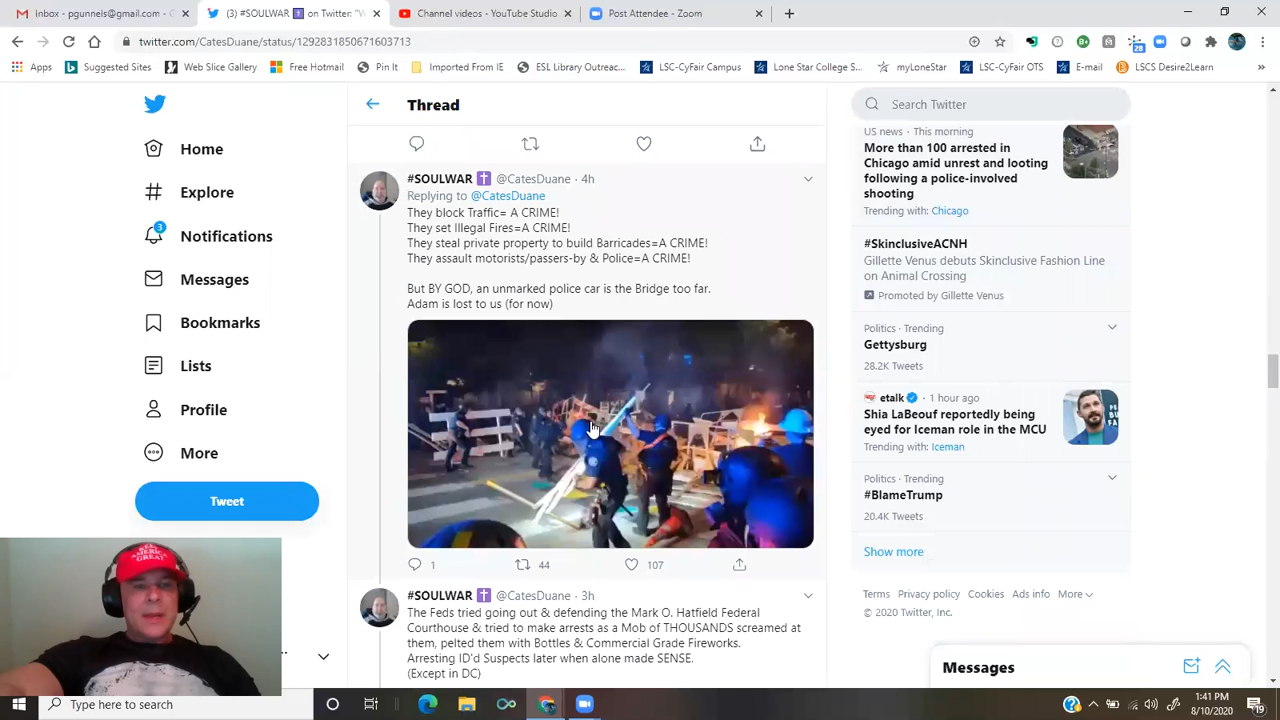 inbox - pgunnels@gmail.com - G
(3) #SOULWAR ✝ on Twitter: "W
Channel videos - YouTube Studio
Post Attendee - Zoom
twitter.com/CatesDuane/status/1292831850671603713
28
Apps
Suggested Sites
Web Slice Gallery
Free Hotmail
Pin It
Imported From IE
ESL Library Outreac...
LSC-CyFair Campus
Lone Star College S...
myLoneStar
LSC-CyFair OTS
E-mail
LSCS Desire2Learn
Home
Explore
3
Notifications
Messages
Bookmarks
Lists
Profile
More
Tweet
Thread
#SOULWAR ✝ @CatesDuane · 4h
Replying to @CatesDuane
They block Traffic= A CRIME!
They set Illegal Fires=A CRIME!
They steal private property to build Barricades=A CRIME!
They assault motorists/passers-by & Police=A CRIME!
But BY GOD, an unmarked police car is the Bridge too far.
Adam is lost to us (for now)
1 44 107
#SOULWAR ✝ @CatesDuane · 3h
The Feds tried going out & defending the Mark O. Hatfield Federal
Courthouse & tried to make arrests as a Mob of THOUSANDS screamed at
them, pelted them with Bottles & Commercial Grade Fireworks.
Arresting ID'd Suspects later when alone made SENSE.
(Except in DC)
Search Twitter
US news · This morning
More than 100 arrested in
Chicago amid unrest and looting
following a police-involved
shooting
Trending with: Chicago
#SkinclusiveACNH
Gillette Venus debuts Skinclusive Fashion Line
on Animal Crossing
Promoted by Gillette Venus
Politics · Trending
Gettysburg
28.2K Tweets
etalk · 1 hour ago
Shia LaBeouf reportedly being
eyed for Iceman role in the MCU
Trending with: Iceman
Politics · Trending
#BlameTrump
20.4K Tweets
Show more
Terms Privacy policy Cookies Ads info More
© 2020 Twitter, Inc.
Messages
Type here to search
1:41 PM
8/10/2020
19